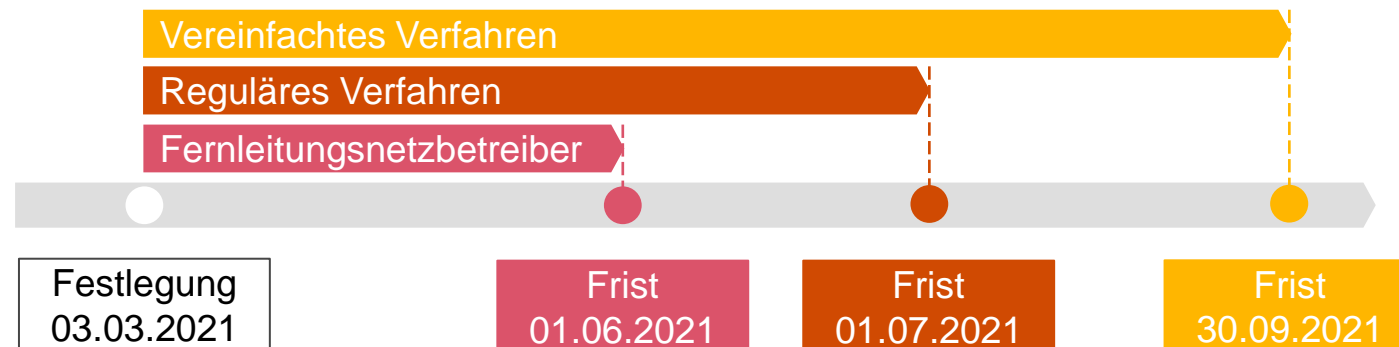 Vereinfachtes Verfahren
Reguläres Verfahren
Fernleitungsnetzbetreiber
Festlegung
03.03.2021
Frist
01.06.2021
Frist
01.07.2021
Frist
30.09.2021